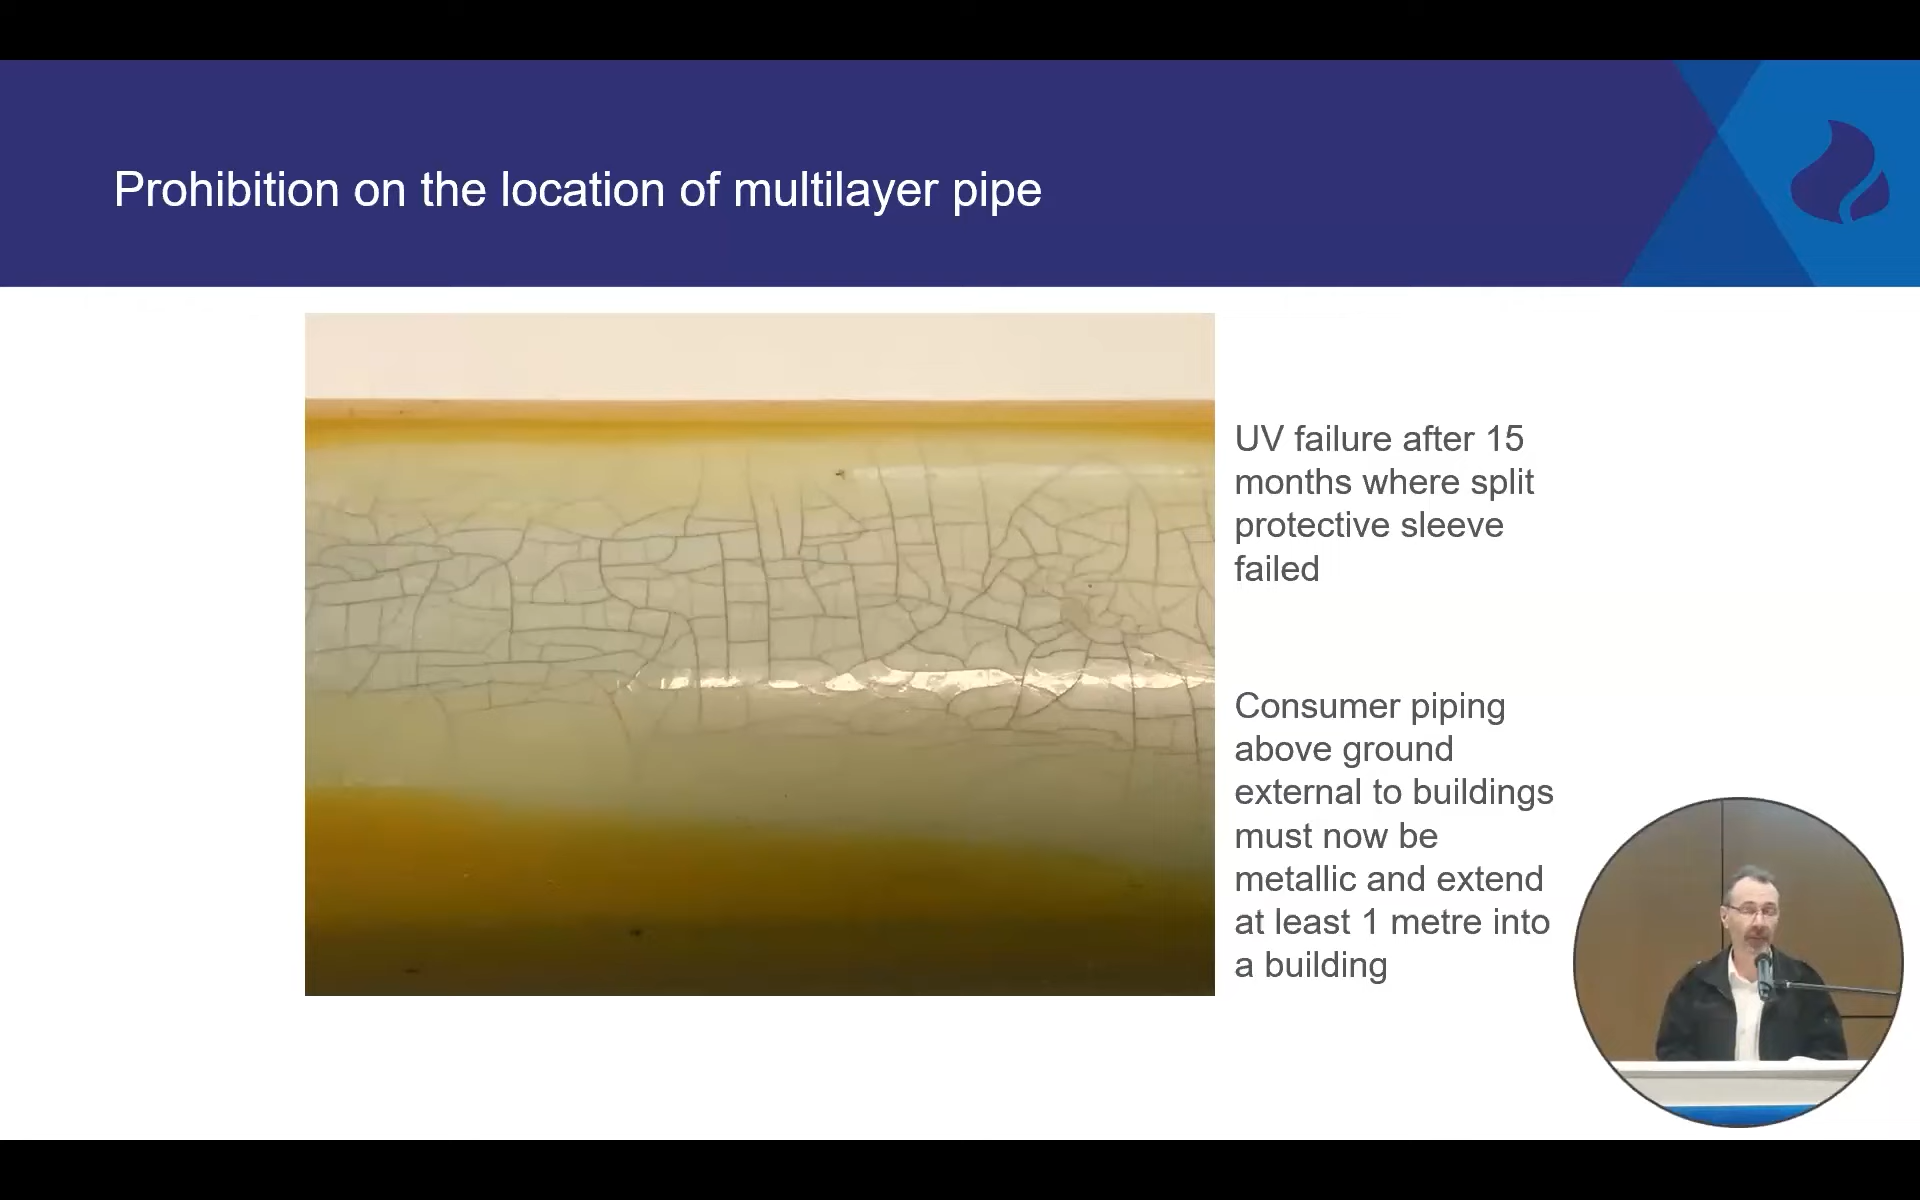 Prohibition on the location of multilayer pipe
UV failure after 15
months where split
protective sleeve
failed
Consumer piping
above ground
external to buildings
must now be
metallic and extend
at least 1 metre into
a building